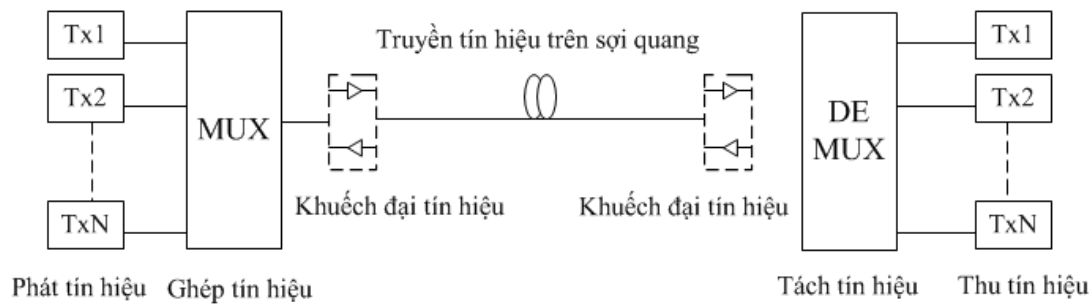 Tx1
Tx2
TxN
MUX
Truyền tín hiệu trên sợi quang
DE
MUX
Tx1
Tx2
TxN
Khuếch đại tín hiệu
Khuếch đại tín hiệu
Phát tín hiệu
Ghép tín hiệu
Tách tín hiệu
Thu tín hiệu